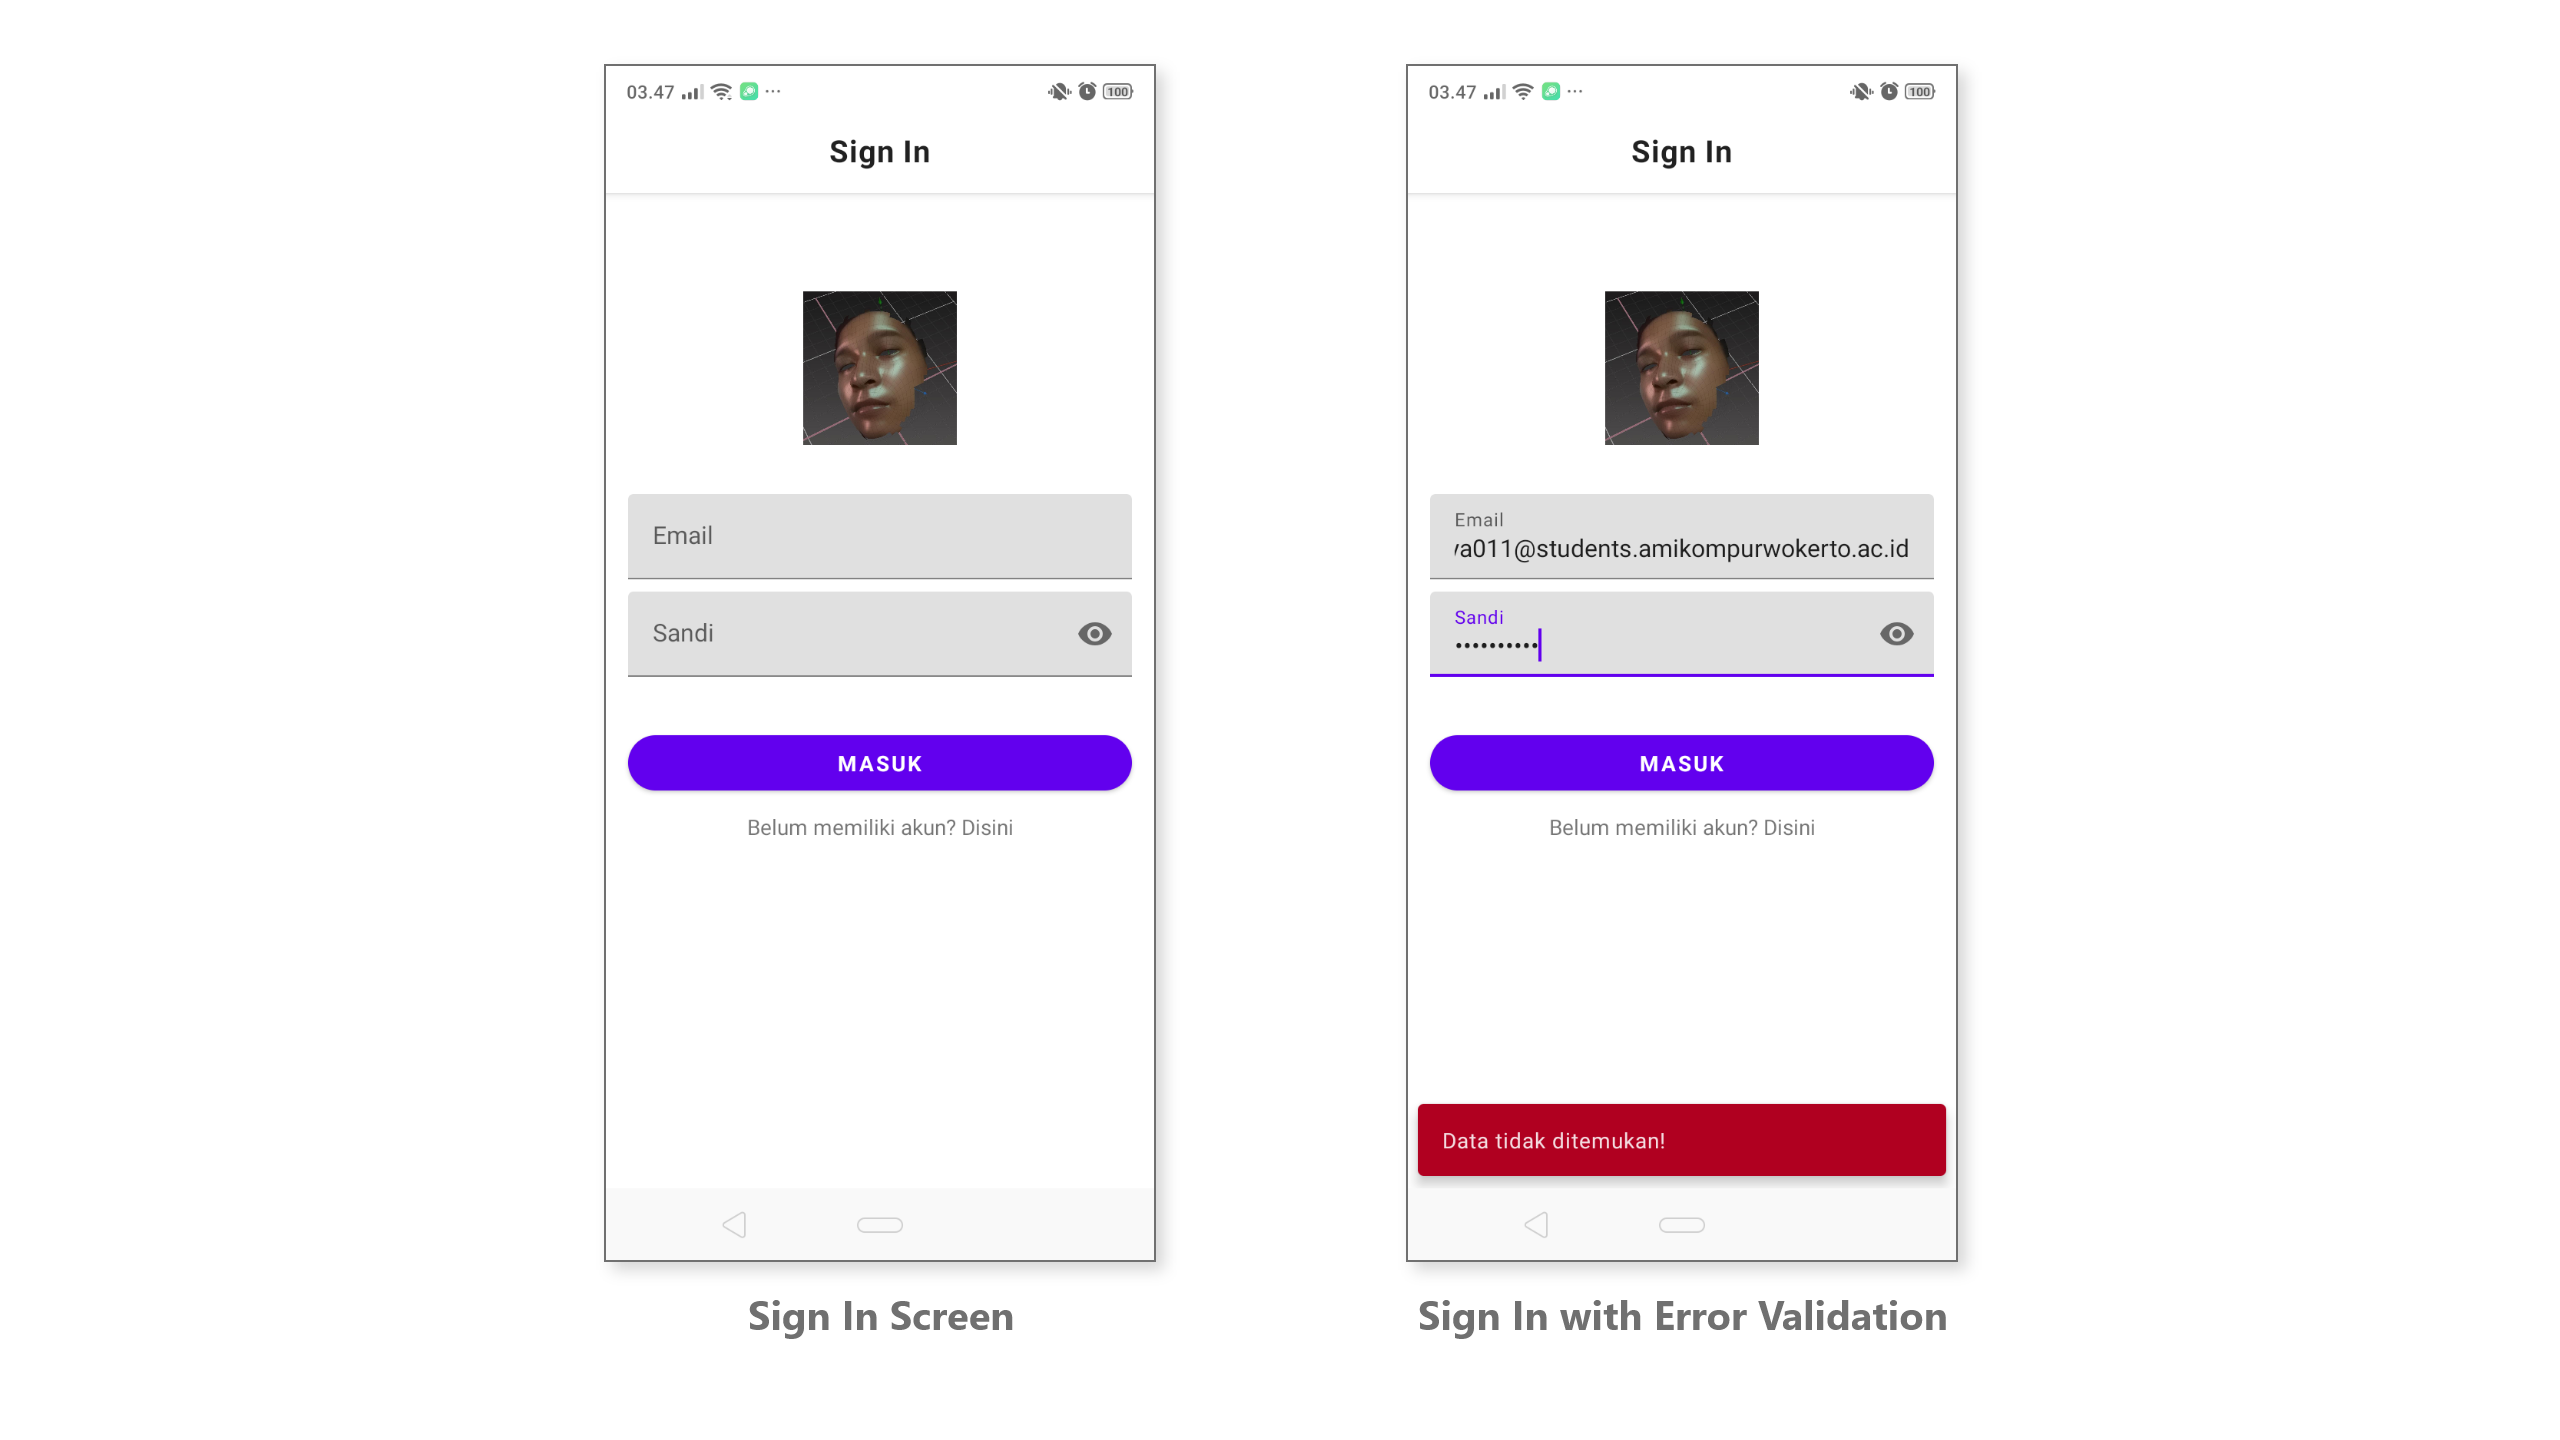 03.47
100
Sign In
Email
Sandi
MASUK
Belum memiliki akun? Disini
Sign In Screen
03.47
100
Sign In
Email
a011@students.amikompurwokerto.ac.id
Sandi
••••••••••
MASUK
Belum memiliki akun? Disini
Data tidak ditemukan!
Sign In with Error Validation